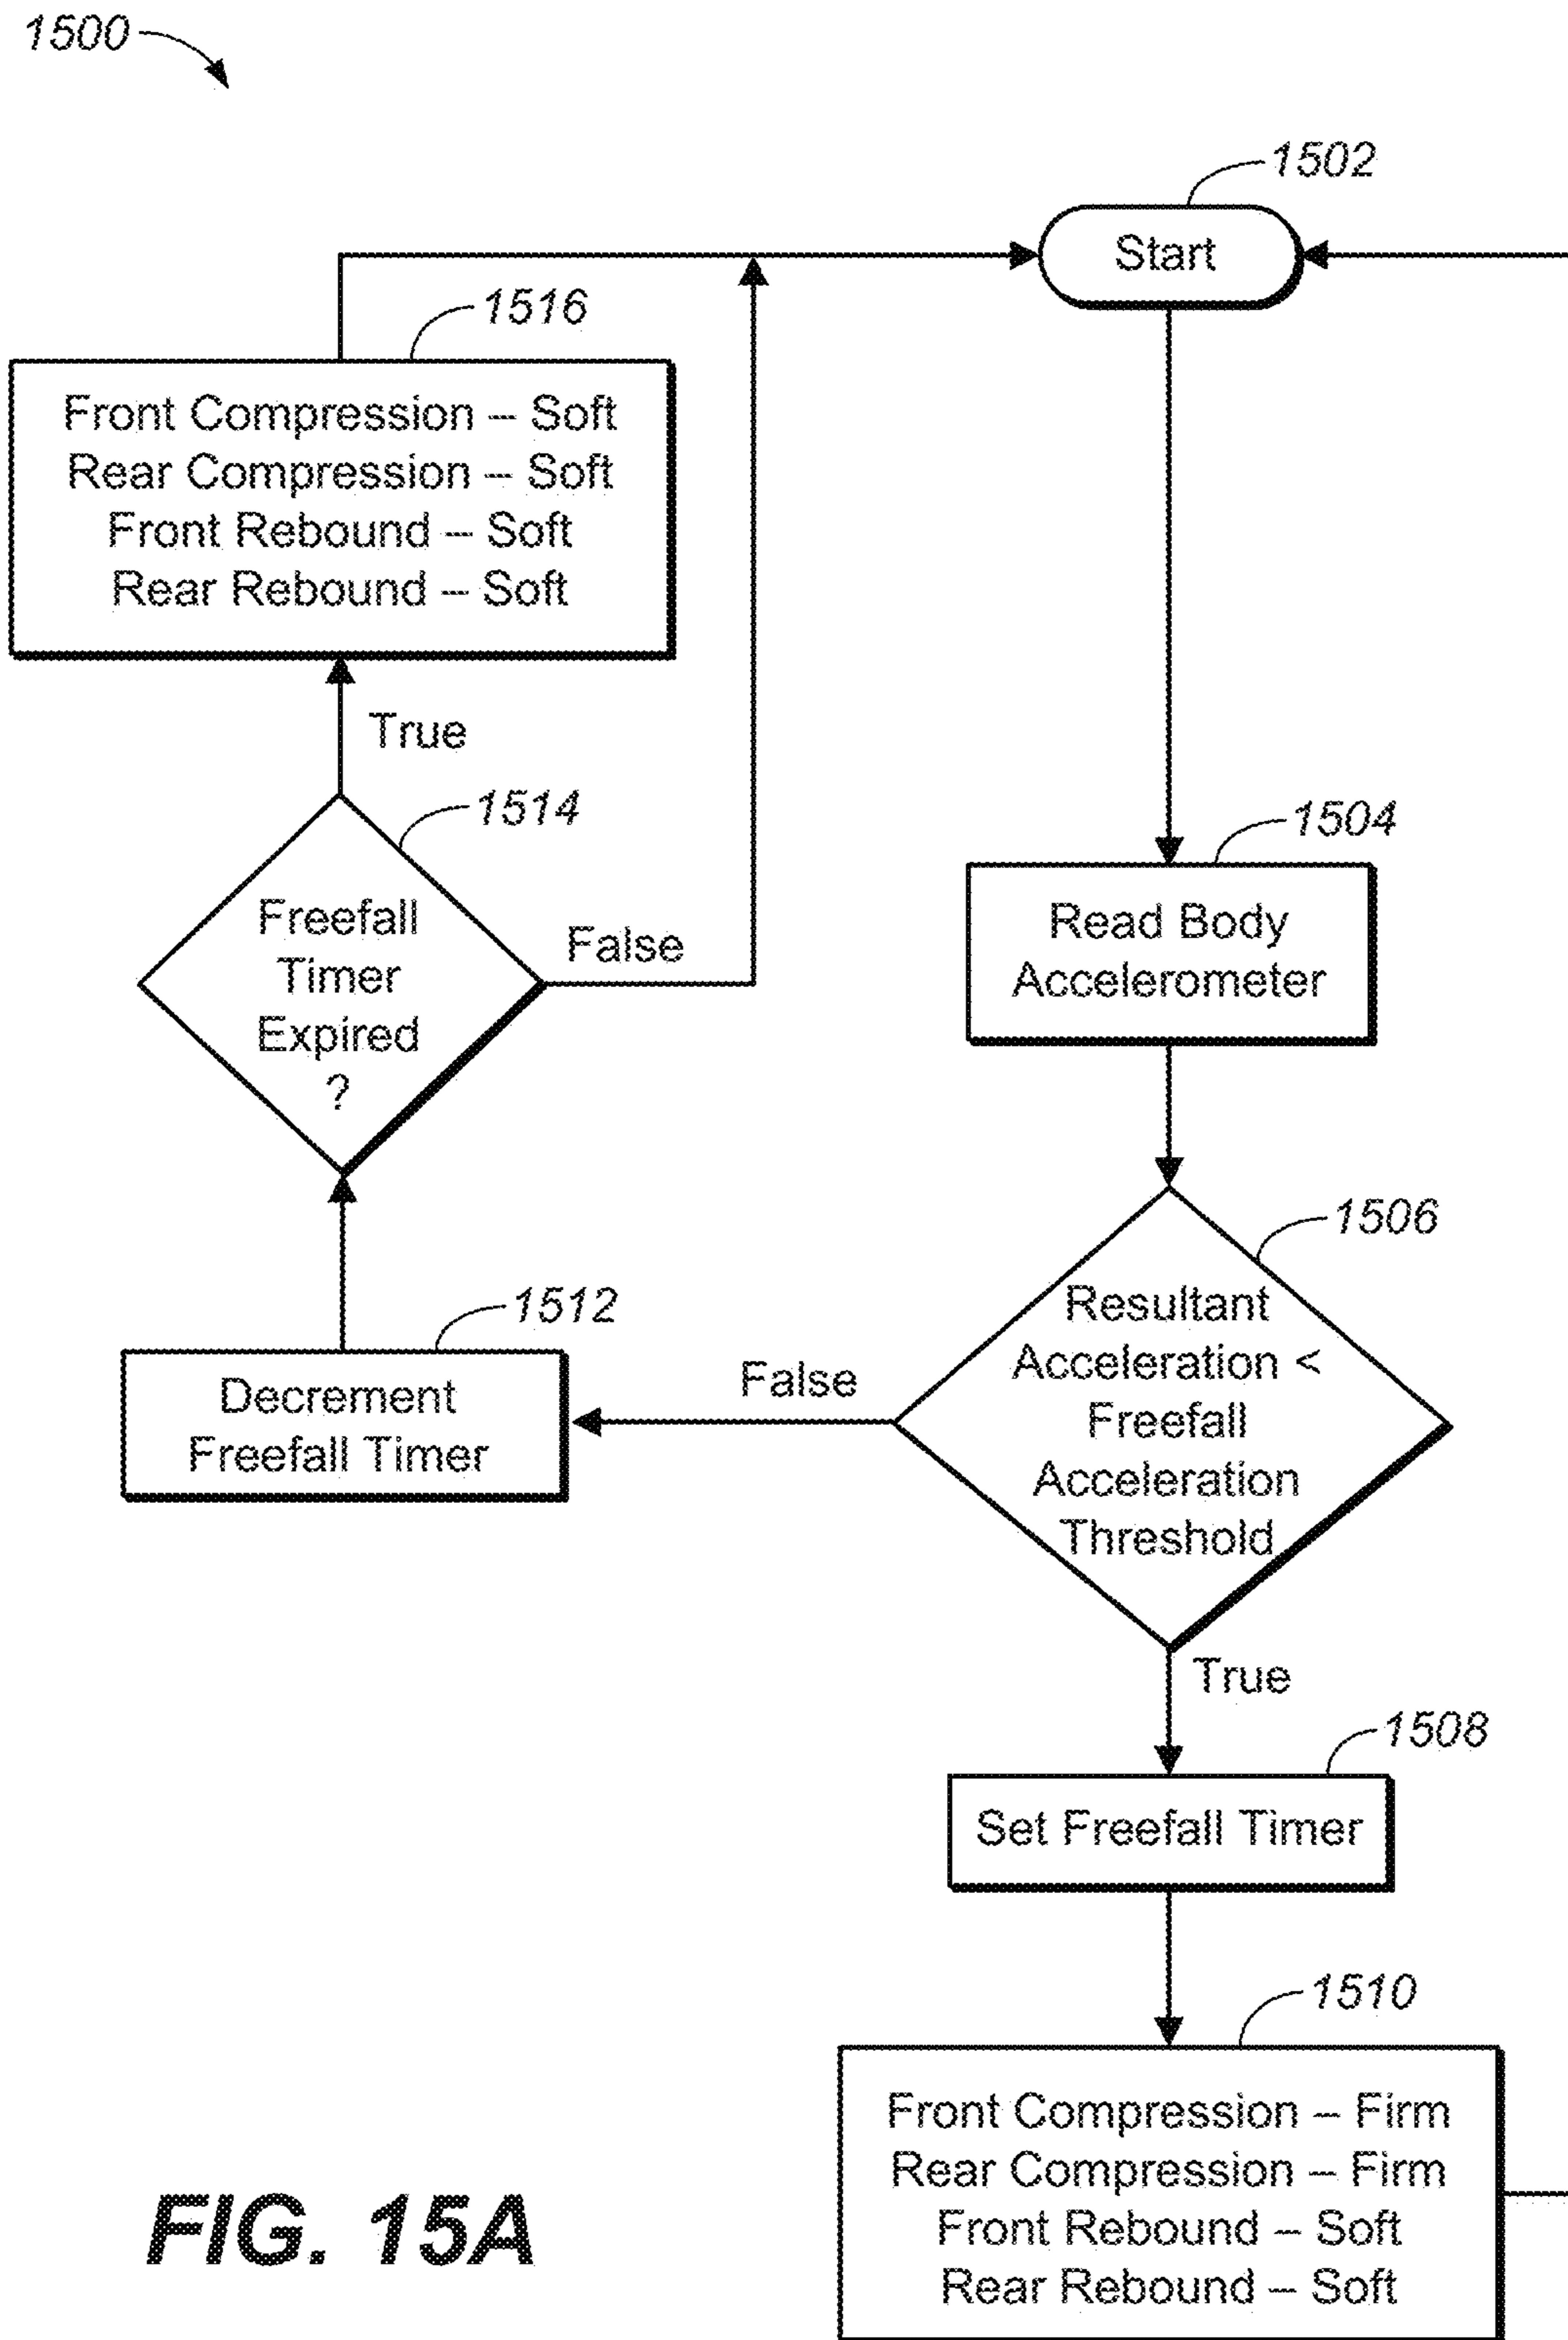 1500
1502
Start
1516
Front Compression – Soft
Rear Compression – Soft
Front Rebound – Soft
Rear Rebound – Soft
True
1514
Freefall
Timer
Expired
?
False
1504
Read Body
Accelerometer
1506
Resultant
Acceleration <
Freefall
Acceleration
Threshold
1512
Decrement
Freefall Timer
False
True
1508
Set Freefall Timer
1510
Front Compression – Firm
Rear Compression – Firm
Front Rebound – Soft
Rear Rebound – Soft
FIG. 15A